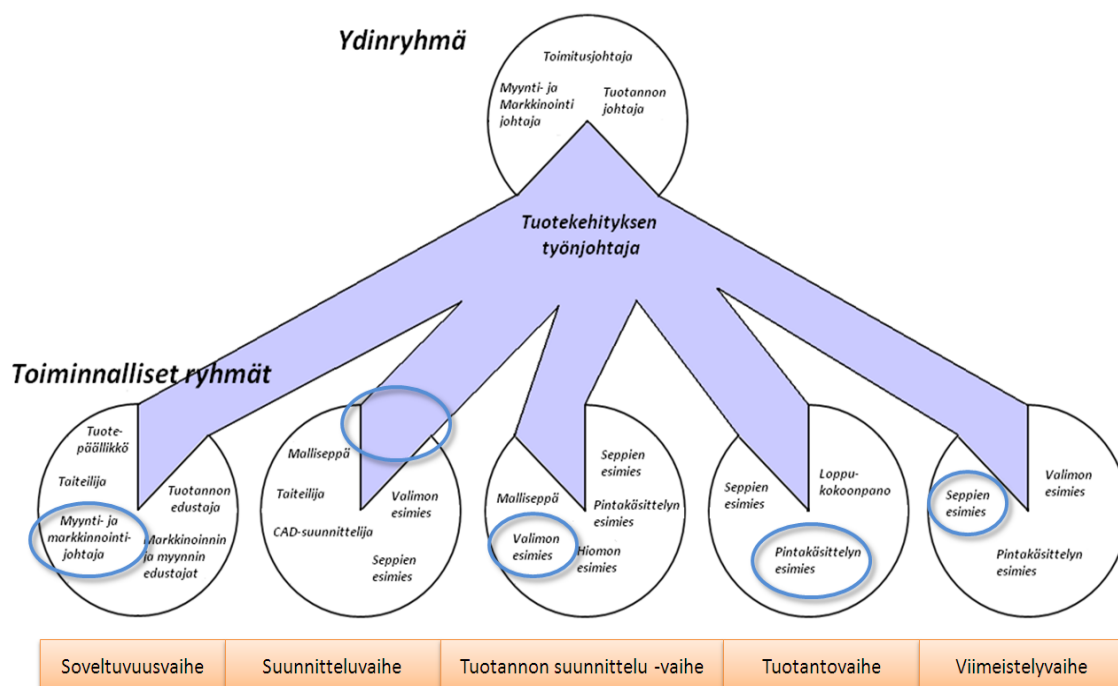 Ydinryhmä
Toimitusjohtaja
Myynti- ja
Markkinointi
johtaja
Tuotannon
johtaja
Tuotekehityksen
työnjohtaja
Toiminnalliset ryhmät
Tuote-
päällikkö
Taiteilija
Myynti- ja
markkinnointi-
johtaja
Tuotannon
edustaja
Markkinoinnin
ja myynnin
edustajat
Malliseppä
Taiteilija
CAD-suunnittelija
Valimon
esimies
Seppien
esimies
Malliseppä
Valimon
esimies
Seppien
esimies
Pintakäsittelyn
esimies
Hiomon
esimies
Seppien
esimies
Loppu-
kokoonpano
Pintakäsittelyn
esimies
Seppien
esimies
Valimon
esimies
Pintakäsittelyn
esimies
Soveltuvuusvaihe
Suunnitteluvaihe
Tuotannon suunnittelu -vaihe
Tuotantovaihe
Viimeistelyvaihe